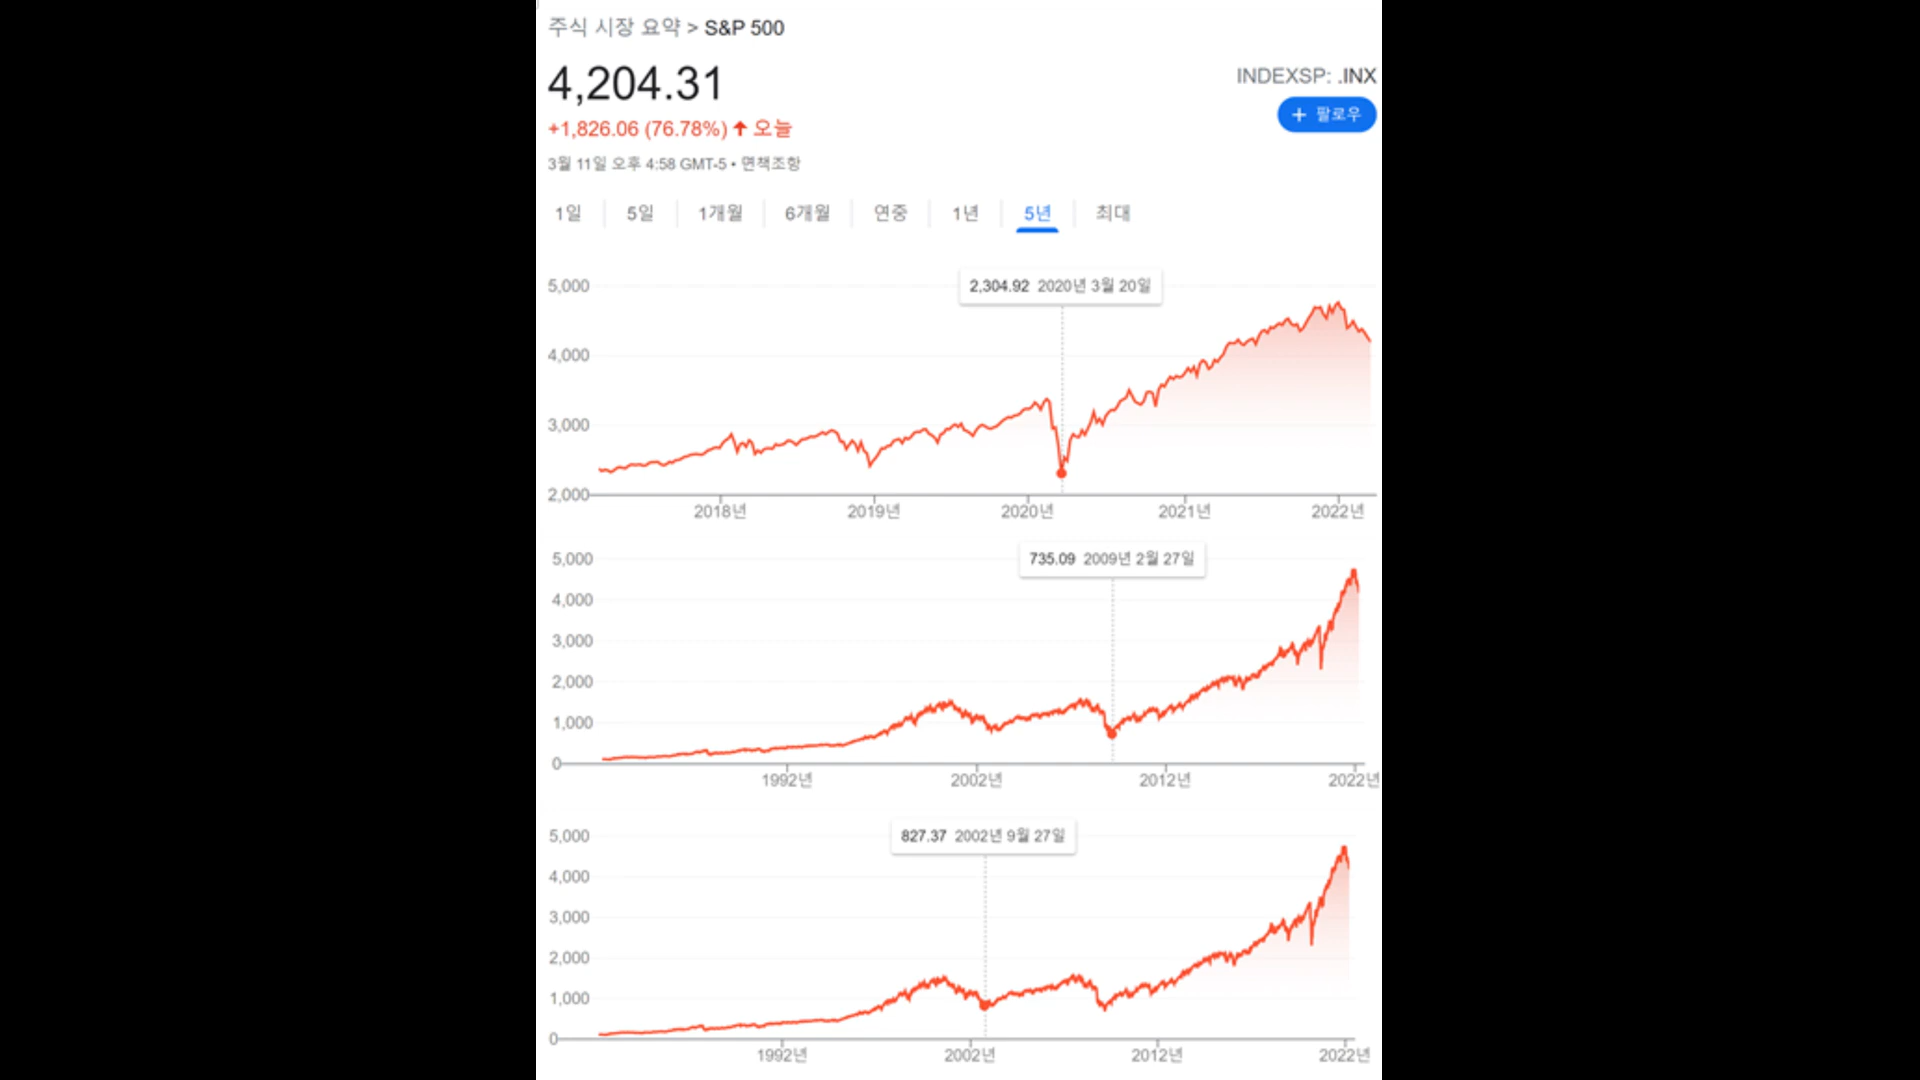 주식 시장 요약 > S&P 500
4,204.31
INDEXSP: .INX
+ 팔로우
+1,826.06 (76.78%) ↑ 오늘
3월 11일 오후 4:58 GMT-5 • 면책조항
1일 5일 1개월 6개월 연중 1년 5년 최대
2,304.92 2020년 3월 20일
5,000
4,000
3,000
2,000
2018년 2019년 2020년 2021년 2022년
735.09 2009년 2월 27일
5,000
4,000
3,000
2,000
1,000
0
1992년 2002년 2012년 2022년
827.37 2002년 9월 27일
5,000
4,000
3,000
2,000
1,000
0
1992년 2002년 2012년 2022년